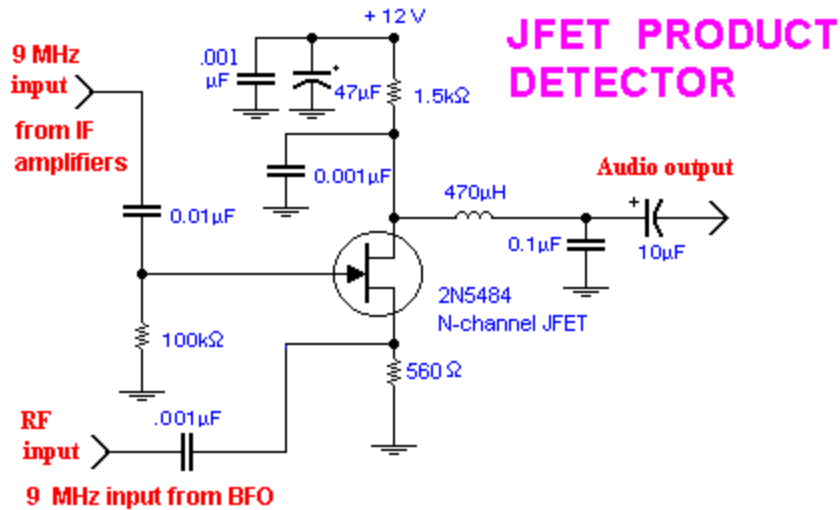 + 12 V
JFET PRODUCT
DETECTOR
9 MHz
input
from IF
amplifiers
.001
µF
47µF
+
1.5kΩ
0.001µF
0.01µF
470µH
Audio output
+
0.1µF
10µF
2N5484
N-channel JFET
100kΩ
560 Ω
.001µF
RF
input
9 MHz input from BFO